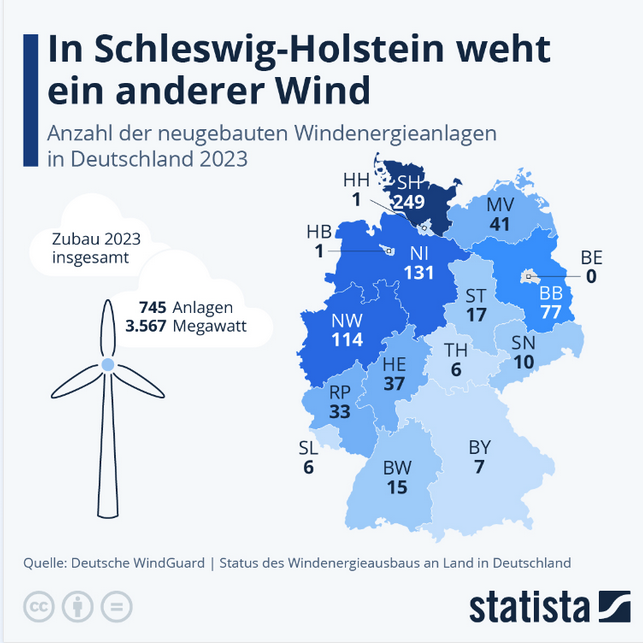 In Schleswig-Holstein weht
ein anderer Wind
Anzahl der neugebauten Windenergieanlagen
in Deutschland 2023
Zubau 2023
insgesamt
745 Anlagen
3.567 Megawatt
HH
1
SH
249
MV
41
HB
1
NI
131
BE
0
BB
77
ST
17
NW
114
SN
10
TH
6
HE
37
RP
33
SL
6
BW
15
BY
7
Quelle: Deutsche WindGuard | Status des Windenergieausbaus an Land in Deutschland
cc
statista